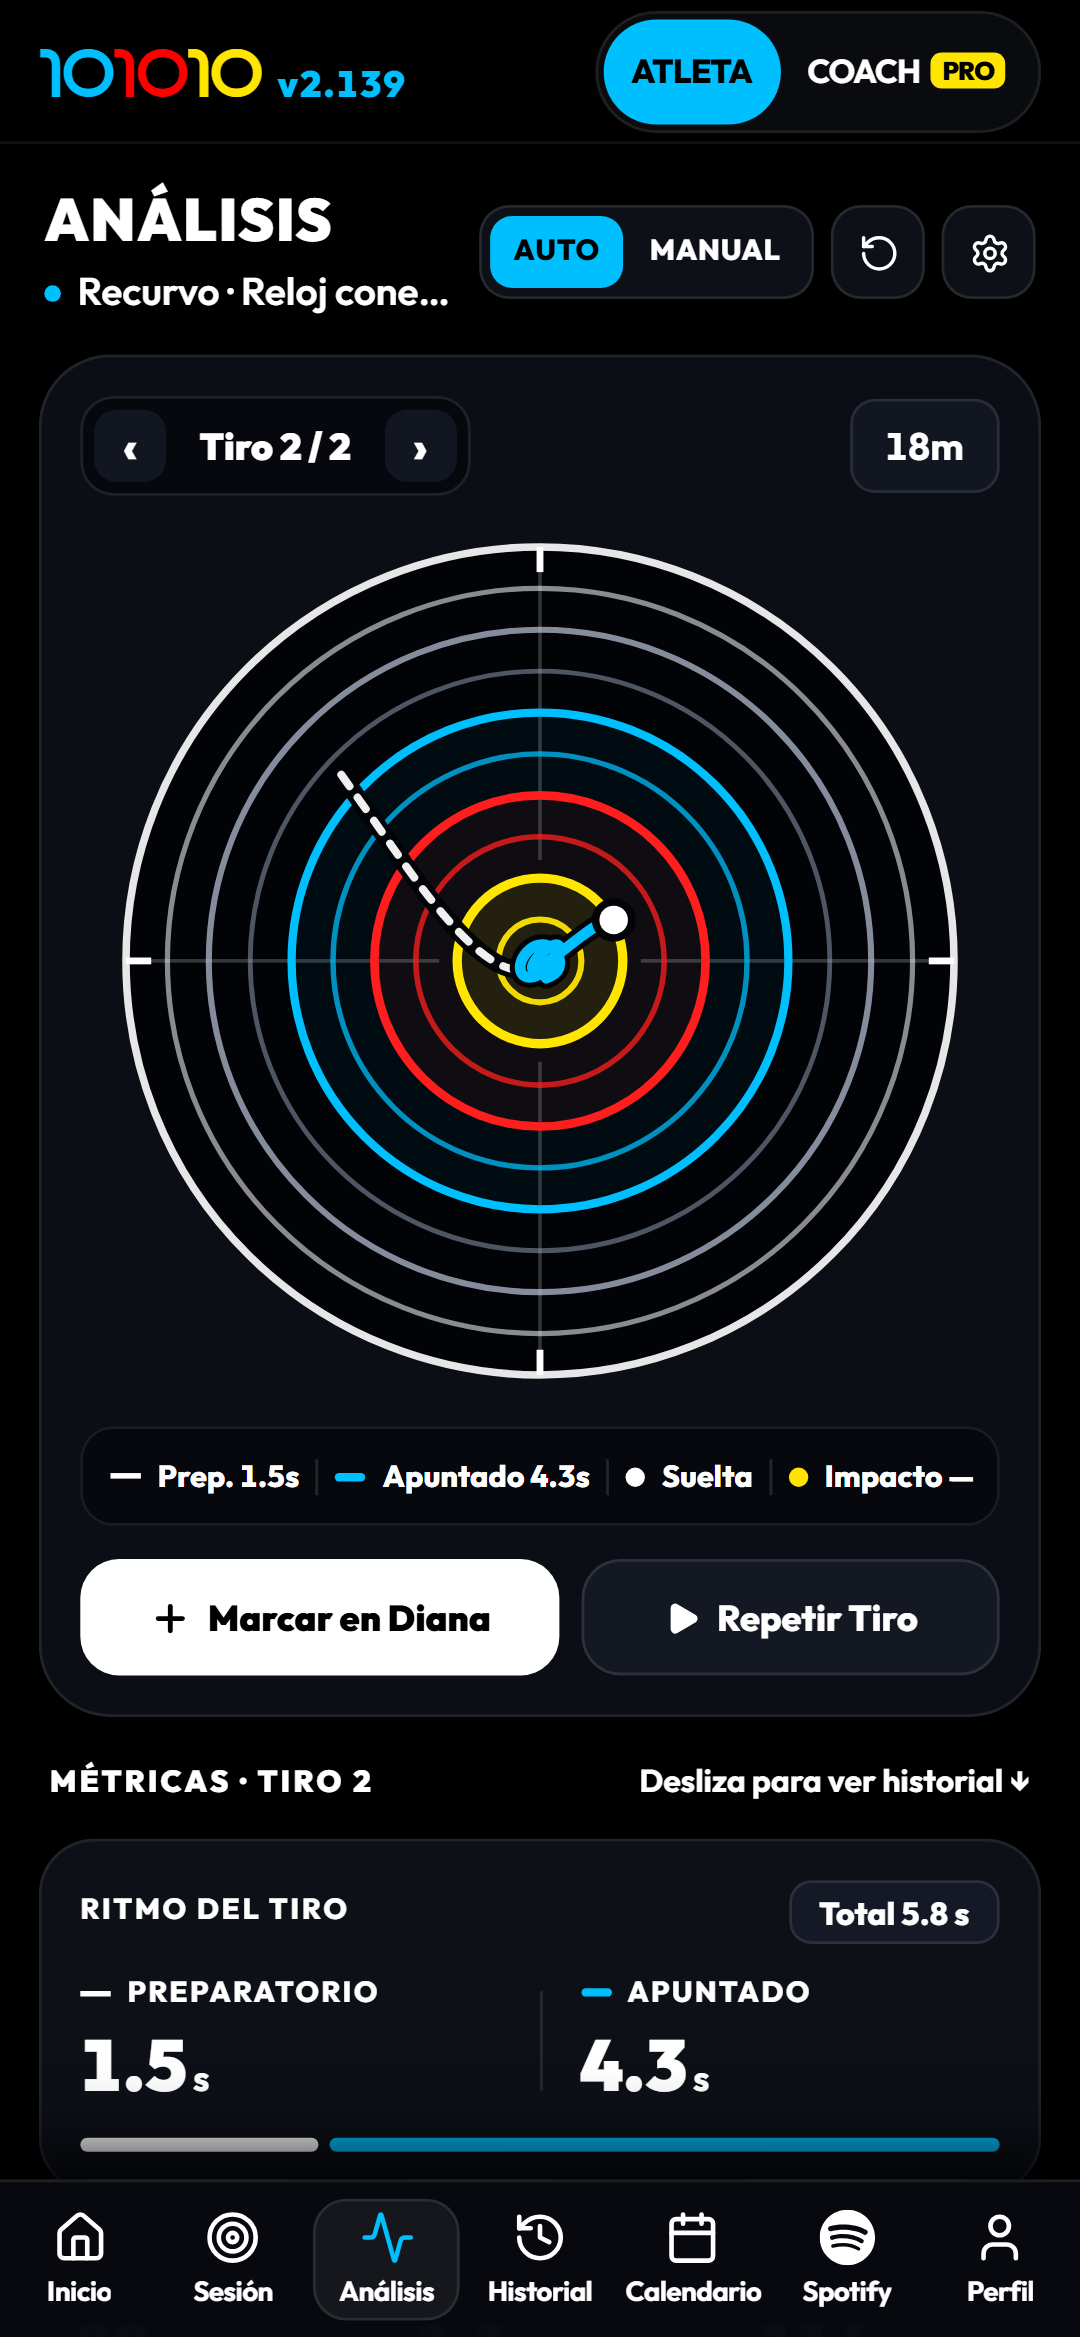 101010 v2.139
ATLETA
COACH PRO
ANÁLISIS
Recurvo · Reloj cone...
AUTO
MANUAL
‹ Tiro 2 / 2 ›
18m
Prep. 1.5s
Apuntado 4.3s
Suelta
Impacto —
+ Marcar en Diana
Repetir Tiro
MÉTRICAS · TIRO 2
Desliza para ver historial ↓
RITMO DEL TIRO
Total 5.8 s
PREPARATORIO
APUNTADO
1.5 s
4.3 s
Inicio
Sesión
Análisis
Historial
Calendario
Spotify
Perfil